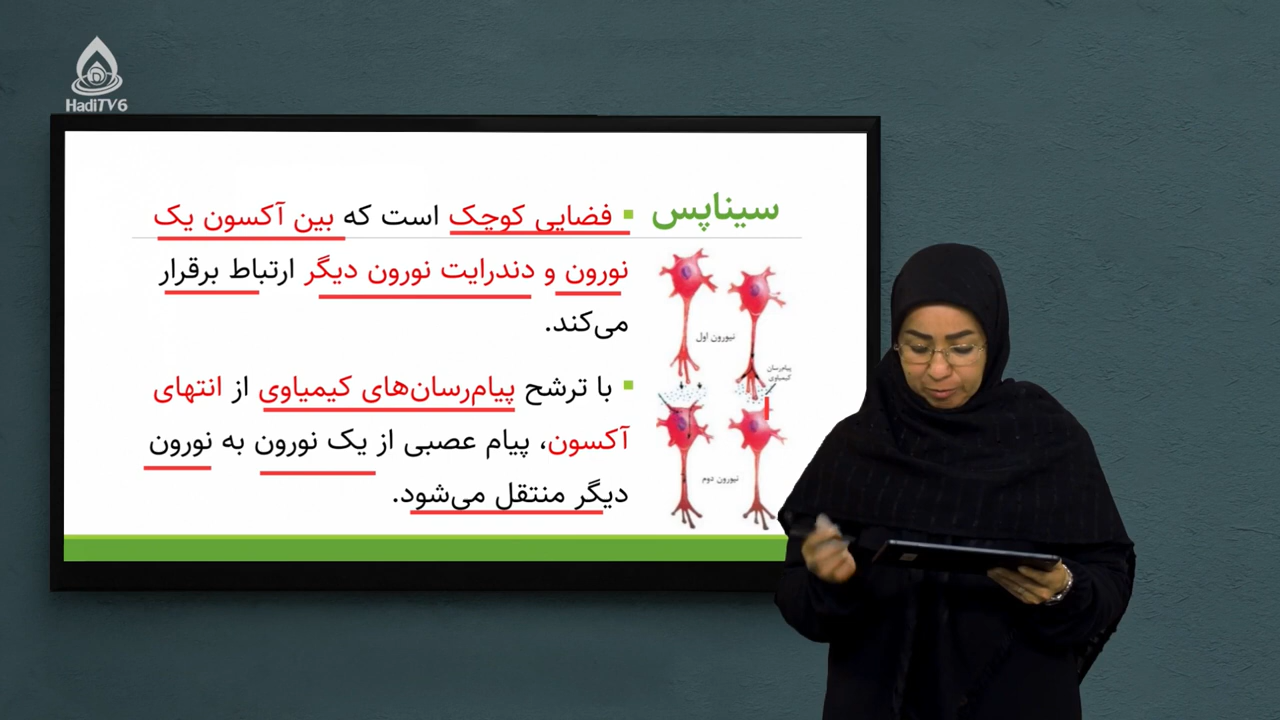 HadiTV6
سیناپس
فضایی کوچک است که بین آکسون یک
نورون و دندرایت نورون دیگر ارتباط برقرار
می‌کند.
با ترشح پیام‌رسان‌های کیمیاوی از انتهای
آکسون، پیام عصبی از یک نورون به نورون
دیگر منتقل می‌شود.
نیورون اول
پیام‌رسان
کیمیاوی
نیورون دوم